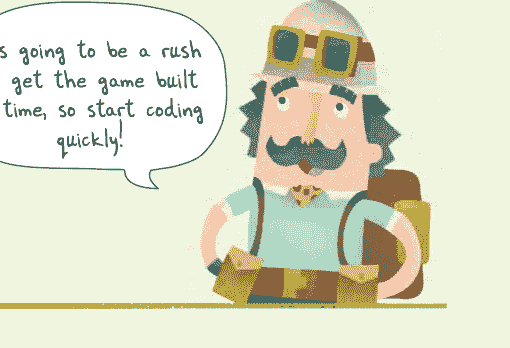 s going to be a rush
get the game built
time, so start coding
quickly!